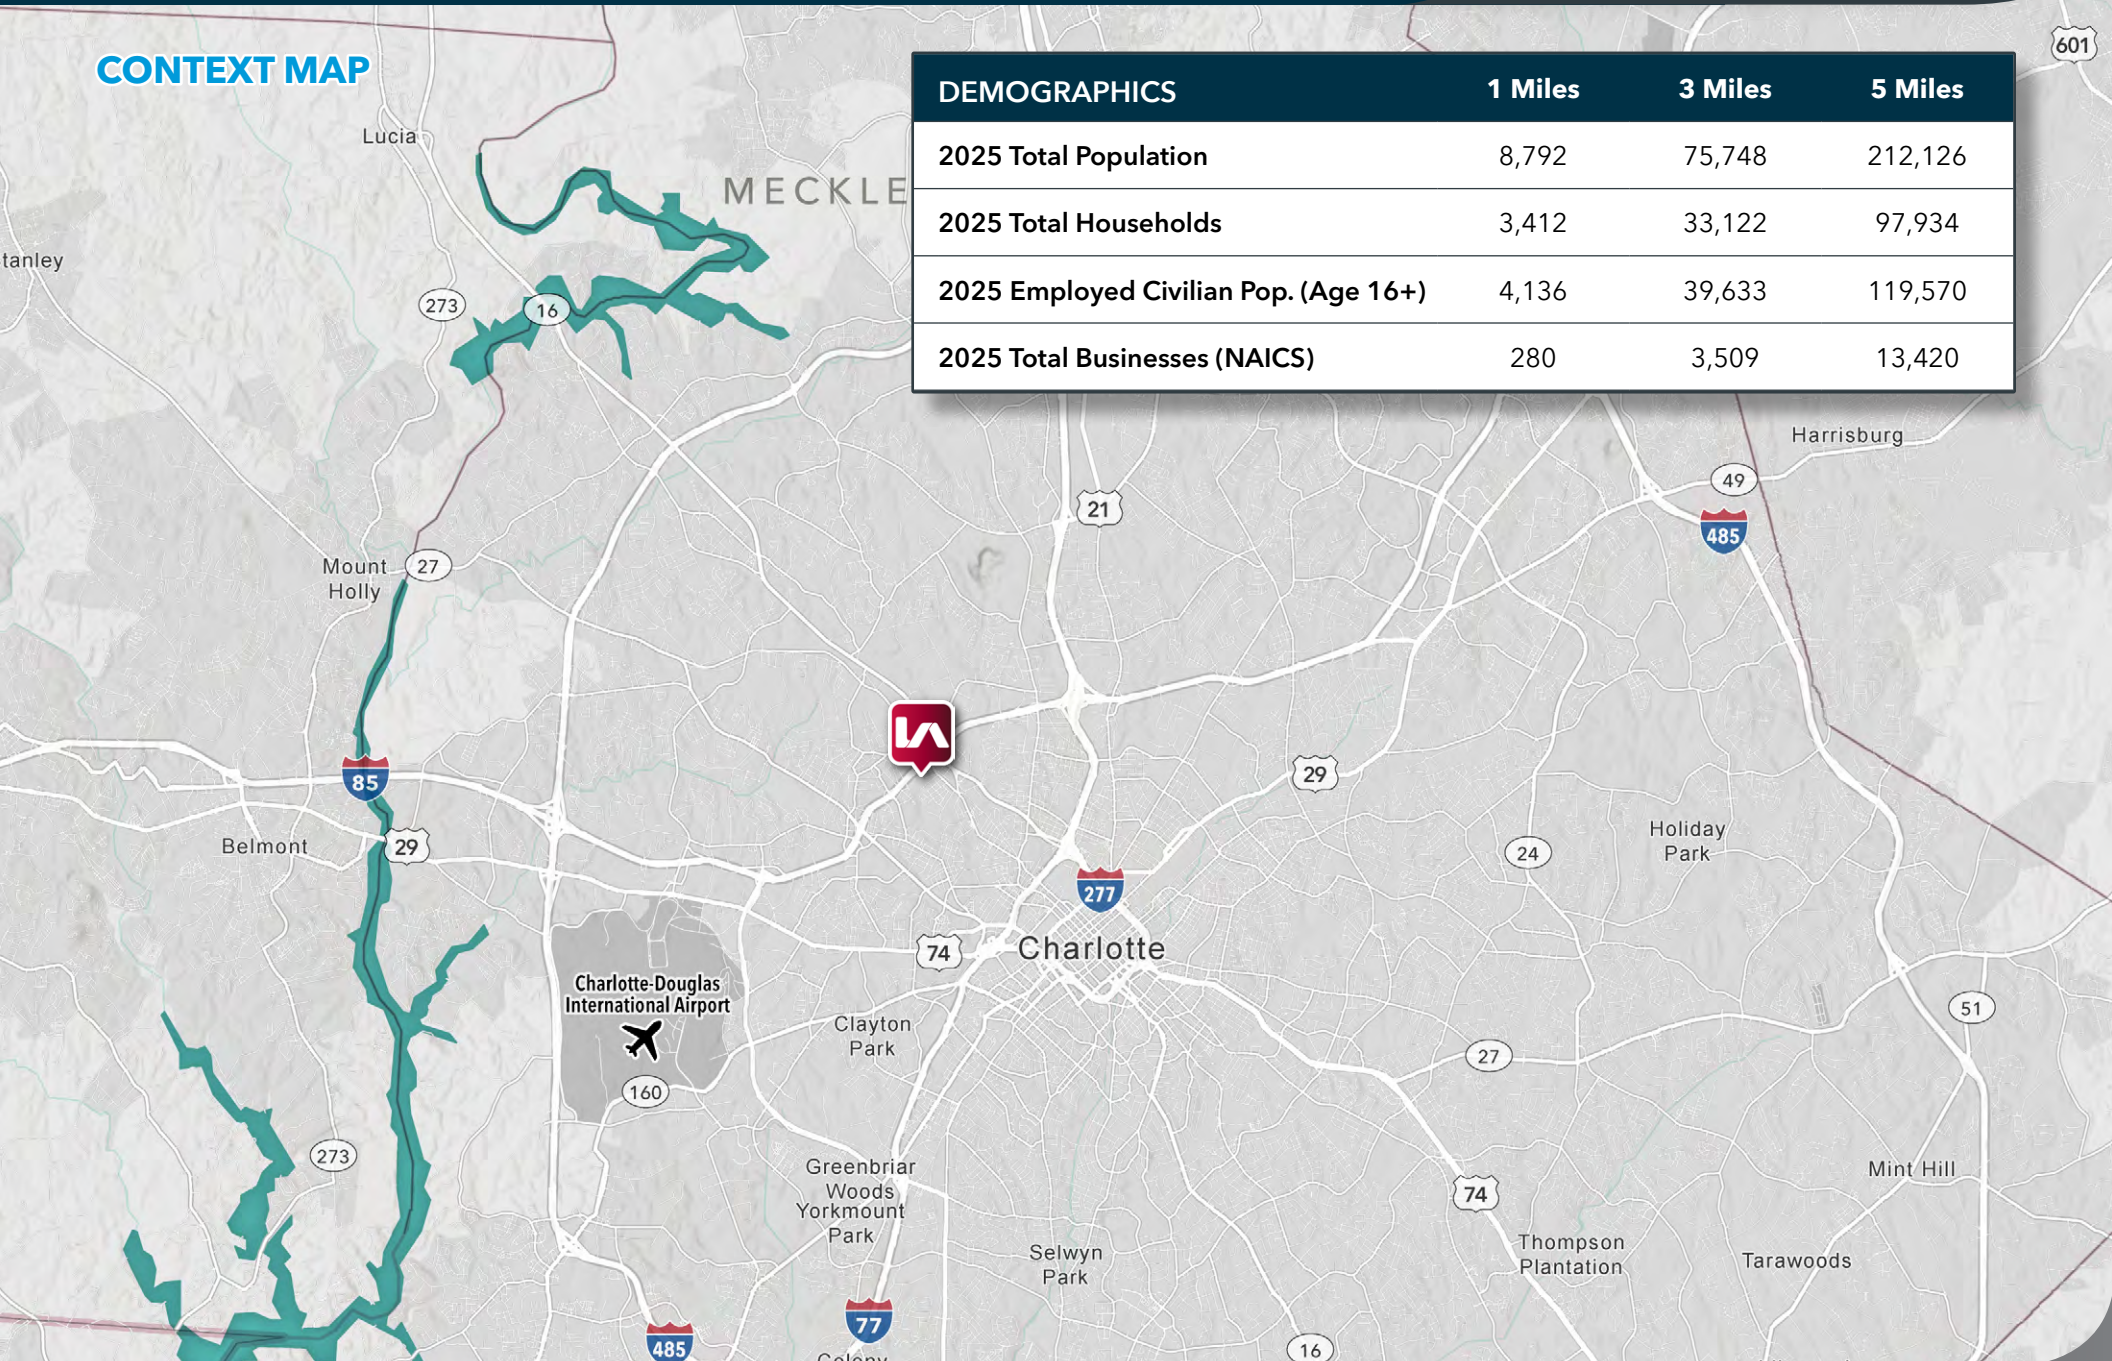 CONTEXT MAP
DEMOGRAPHICS 1 Miles 3 Miles 5 Miles
2025 Total Population 8,792 75,748 212,126
2025 Total Households 3,412 33,122 97,934
2025 Employed Civilian Pop. (Age 16+) 4,136 39,633 119,570
2025 Total Businesses (NAICS) 280 3,509 13,420
601
Lucia
MECKLE
tanley
273
16
Harrisburg
49
21
485
Mount
Holly
27
LA
85
29
Belmont
29
Holiday
Park
24
277
74
Charlotte
Charlotte-Douglas
International Airport
Clayton
Park
51
27
160
273
Greenbriar
Woods
Yorkmount
Park
Mint Hill
74
Selwyn
Park
Thompson
Plantation
Tarawoods
77
485
16